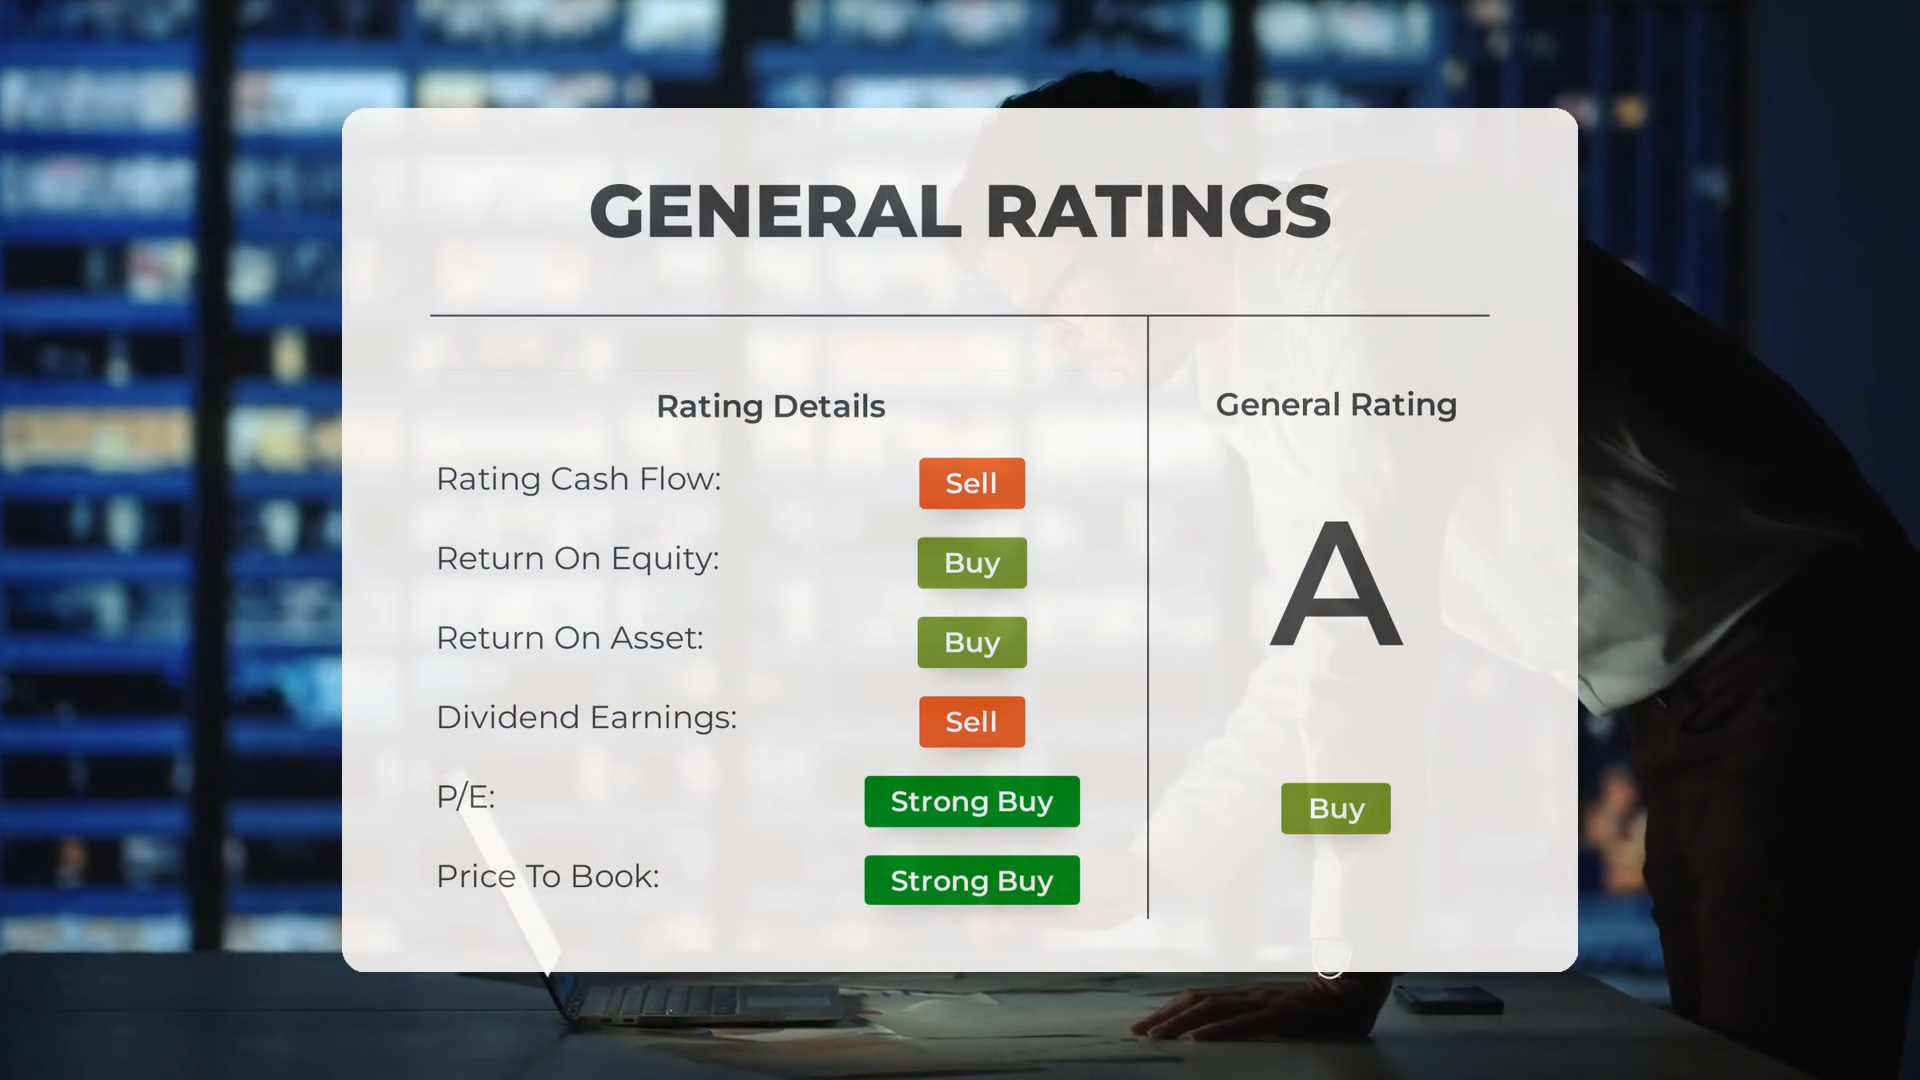 GENERAL RATINGS
Rating Details
Rating Cash Flow: Sell
Return On Equity: Buy
Return On Asset: Buy
Dividend Earnings: Sell
P/E: Strong Buy
Price To Book: Strong Buy
General Rating
A
Buy